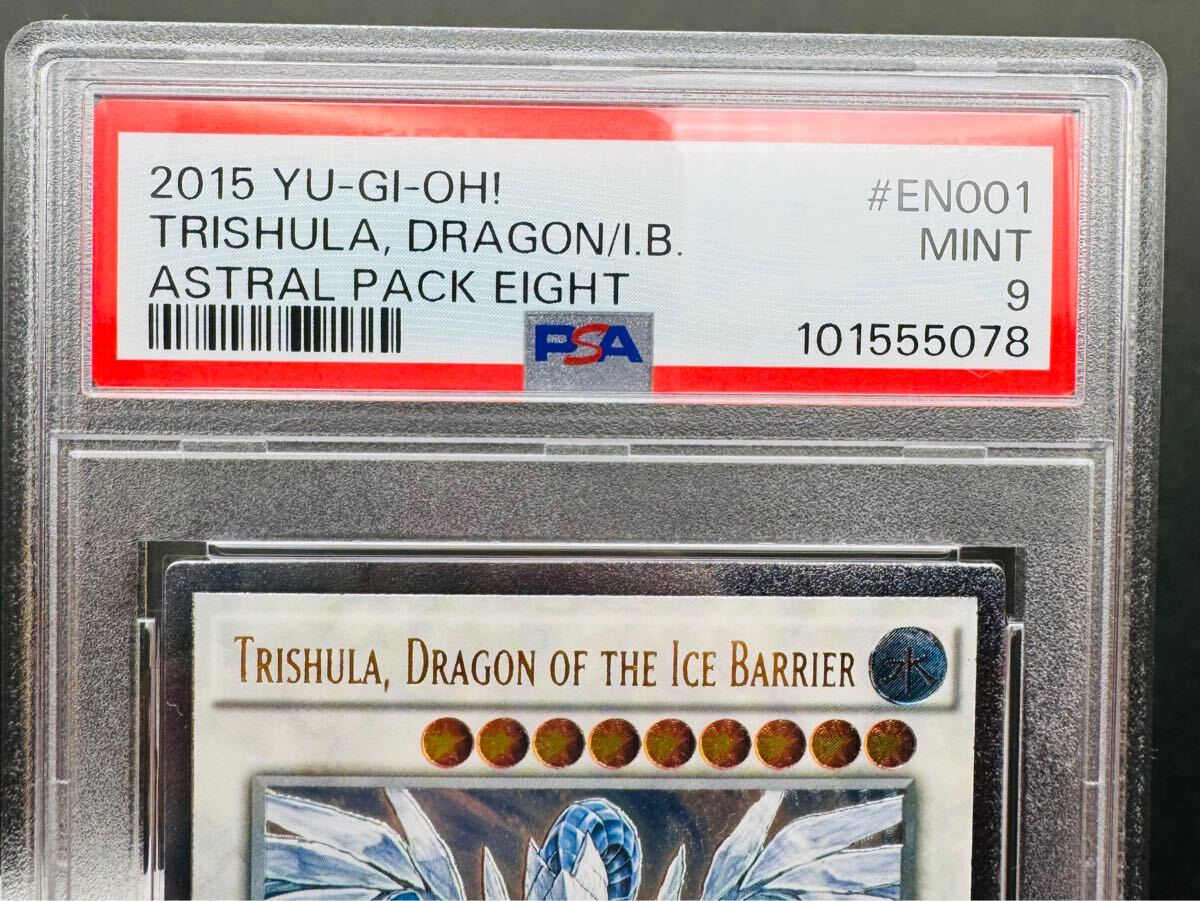 2015 YU-GI-OH!
TRISHULA, DRAGON/I.B.
ASTRAL PACK EIGHT
#EN001
MINT
9
101555078
PSA
TRISHULA, DRAGON OF THE ICE BARRIER
水